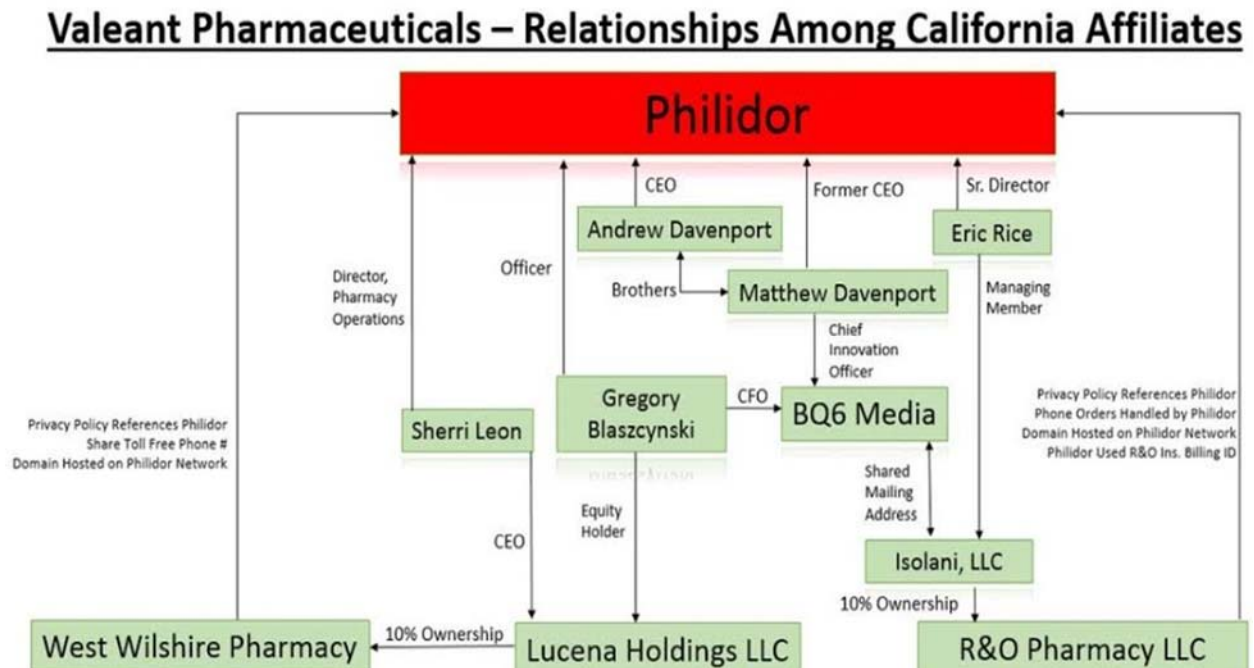 Valeant Pharmaceuticals – Relationships Among California Affiliates
Philidor
CEO
Former CEO
Sr. Director
Andrew Davenport
Eric Rice
Director,
Pharmacy
Operations
Officer
Brothers
Matthew Davenport
Managing
Member
Chief
Innovation
Officer
Privacy Policy References Philidor
Share Toll Free Phone #
Domain Hosted on Philidor Network
Sherri Leon
Gregory
Blaszcynski
CFO
BQ6 Media
Privacy Policy References Philidor
Phone Orders Handled by Philidor
Domain Hosted on Philidor Network
Philidor Used R&O Ins. Billing ID
Shared
Mailing
Address
CEO
Equity
Holder
Isolani, LLC
10% Ownership
West Wilshire Pharmacy
10% Ownership
Lucena Holdings LLC
R&O Pharmacy LLC